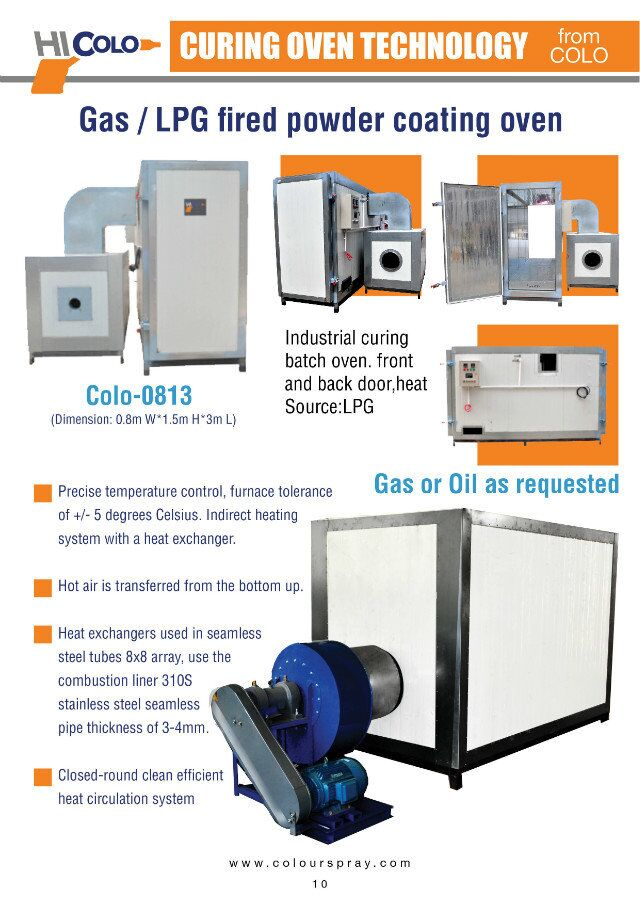 HI COLO
CURING OVEN TECHNOLOGY
from
COLO
Gas / LPG fired powder coating oven
Industrial curing
batch oven. front
and back door,heat
Source:LPG
Colo-0813
(Dimension: 0.8m W*1.5m H*3m L)
Gas or Oil as requested
Precise temperature control, furnace tolerance
of +/- 5 degrees Celsius. Indirect heating
system with a heat exchanger.
Hot air is transferred from the bottom up.
Heat exchangers used in seamless
steel tubes 8x8 array, use the
combustion liner 310S
stainless steel seamless
pipe thickness of 3-4mm.
Closed-round clean efficient
heat circulation system
www.colourspray.com
10